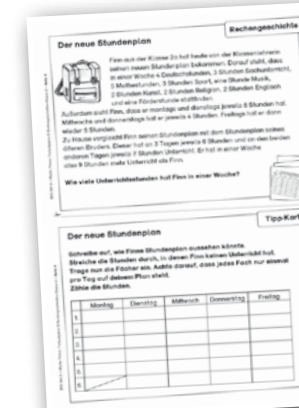 Rechengeschichte
Der neue Stundenplan
Finn aus der Klasse 2a hat heute von der Klassenlehrerin
seinen neuen Stundenplan bekommen. Darauf steht, dass
in einer Woche 6 Deutschstunden, 3 Stunden Sachunterricht,
5 Mathestunden, 3 Stunden Sport, eine Stunde Musik,
2 Stunden Kunst, 2 Stunden Religion, 2 Stunden Englisch
und eine Förderstunde stattfinden.
Außerdem sieht Finn, dass er montags und dienstags jeweils Stunden hat.
Mittwochs und donnerstags hat er jeweils Stunden. Freitags hat er dann
wieder 5 Stunden.
Zu Hause vergleicht Finn seinen Stundenplan mit dem Stundenplan seines
älteren Bruders. Dieser hat an 3 Tagen jeweils 6 Stunden und an den beiden
anderen Tagen jeweils Stunden Unterricht. Er hat in einer Woche
also 9 Stunden mehr Unterricht als Finn.
Wie viele Unterrichtsstunden hat Finn in einer Woche?
Tipp-Kart
Der neue Stundenplan
Schreibe auf, wie Finns Stundenplan aussehen könnte.
Streiche die Stunden durch, in denen Finn keinen Unterricht hat.
Trage nun die Fächer ein. Achte darauf, dass jedes Fach nur einmal
pro Tag auf deinem Plan steht.
Zähle die Stunden.
Montag Dienstag Mittwoch Donnerstag Freitag
1.
2.
3.
4.
5.
6.